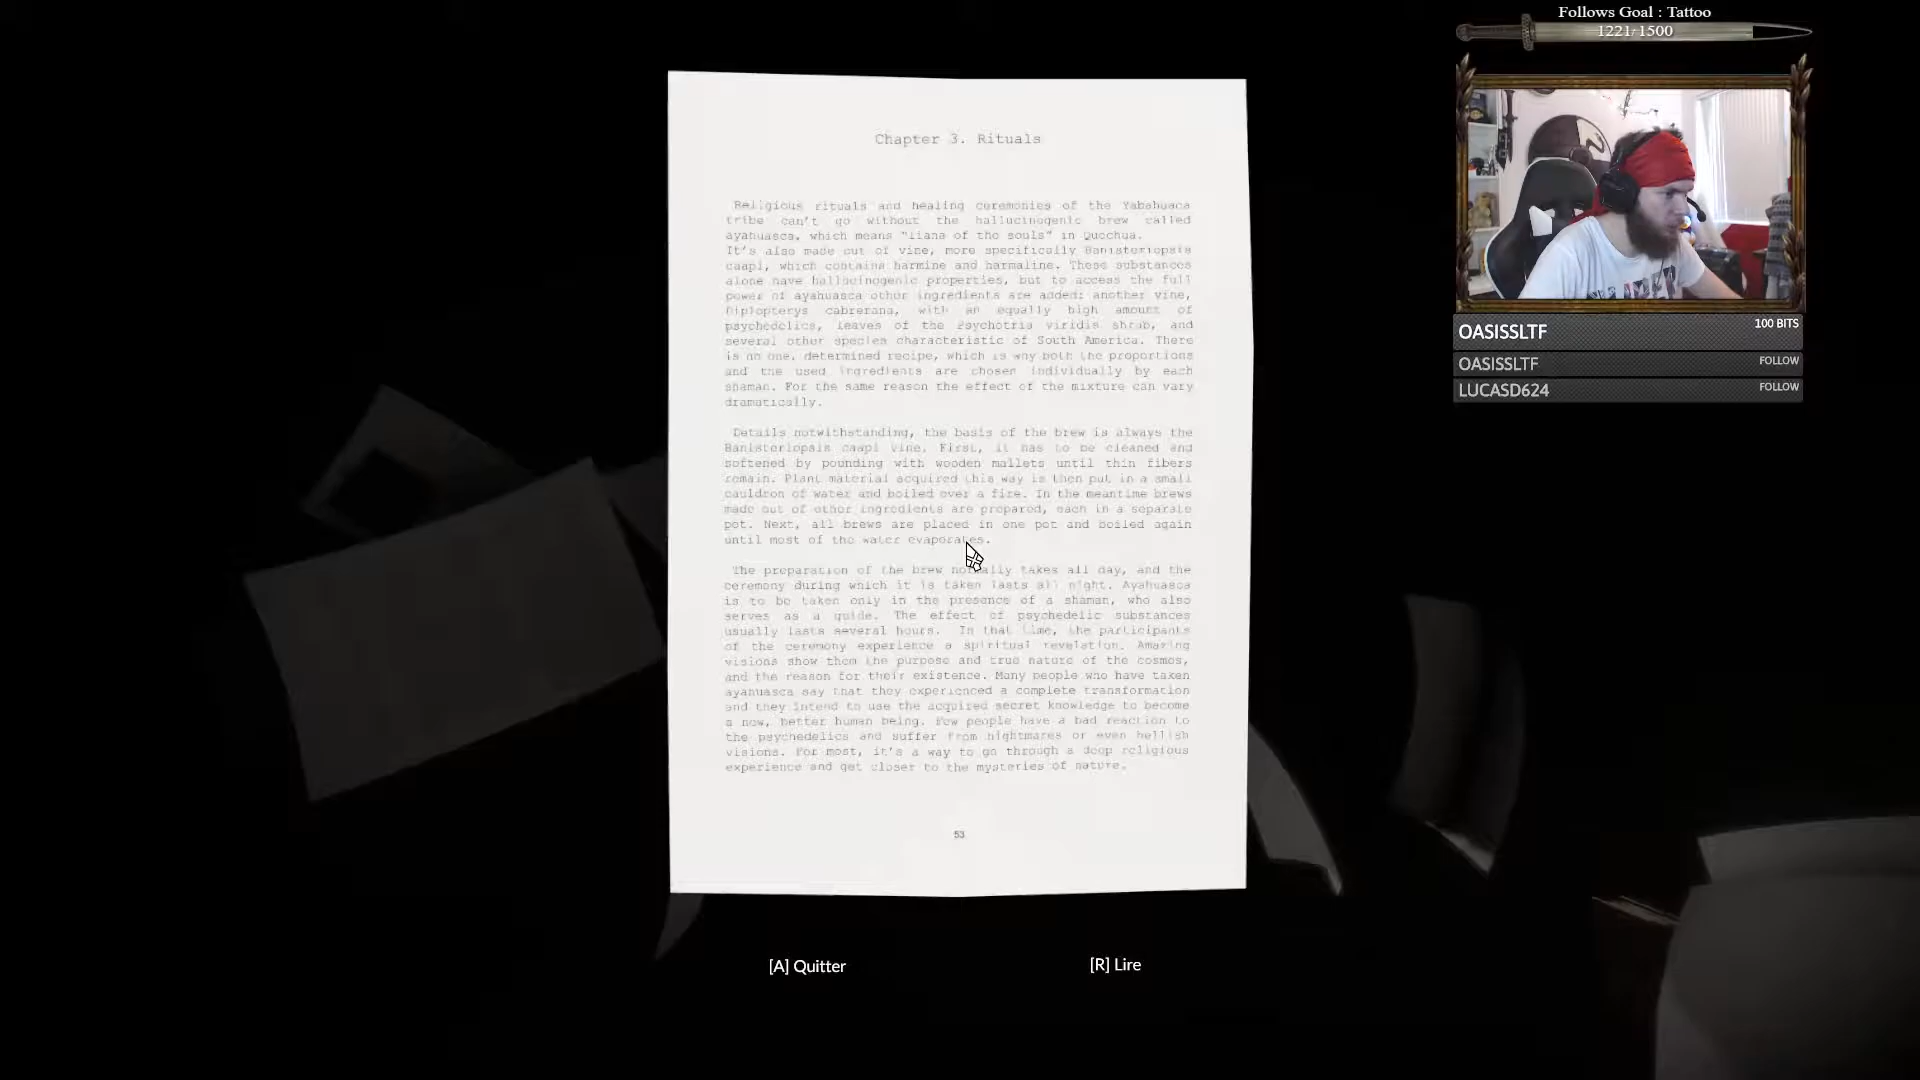 Follows Goal : Tattoo
1221/1500
Chapter 3. Rituals
Religious rituals and healing ceremonies of the Yabahuaca
tribe can't go without the hallucinogenic brew called
ayahuasca, which means "liana of the souls" in Quechua.
It's also made out of vine, more specifically Banisteriopsis
caapi, which contains harmine and harmaline. These substances
alone have hallucinogenic properties, but to access the full
power of ayahuasca other ingredients are added: another vine,
Diplopterys cabrerana, with an equally high amount of
psychedelics, leaves of the Psychotria viridis shrub, and
several other species characteristic of South America. There
is no one, determined recipe, which is why both the proportions
and the used ingredients are chosen individually by each
shaman. For the same reason the effect of the mixture can vary
dramatically.
Details notwithstanding, the basis of the brew is always the
Banisteriopsis caapi vine. First, it has to be cleaned and
softened by pounding with wooden mallets until thin fibers
remain. Plant material acquired this way is then put in a small
cauldron of water and boiled over a fire. In the meantime brews
made out of other ingredients are prepared, each in a separate
pot. Next, all brews are placed in one pot and boiled again
until most of the water evaporates.
The preparation of the brew normally takes all day, and the
ceremony during which it is taken lasts all night. Ayahuasca
is to be taken only in the presence of a shaman, who also
serves as a guide. The effect of psychedelic substances
usually lasts several hours. In that time, the participants
of the ceremony experience a spiritual revelation. Amazing
visions show them the purpose and true nature of the cosmos,
and the reason for their existence. Many people who have taken
ayahuasca say that they experienced a complete transformation
and they intend to use the acquired secret knowledge to become
a new, better human being. Few people have a bad reaction to
the psychedelics and suffer from nightmares or even hellish
visions. For most, it's a way to go through a deep religious
experience and get closer to the mysteries of nature.
53
[A] Quitter
[R] Lire
OASISSLTF 100 BITS
OASISSLTF FOLLOW
LUCASD624 FOLLOW